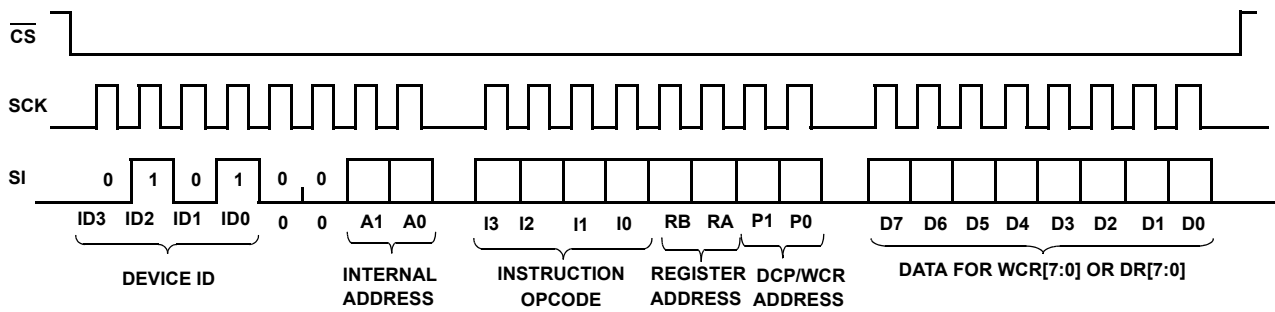 CS
SCK
SI
0 1 0 1 0 0
ID3 ID2 ID1 ID0 0 0 A1 A0 I3 I2 I1 I0 RB RA P1 P0 D7 D6 D5 D4 D3 D2 D1 D0
DEVICE ID
INTERNAL
ADDRESS
INSTRUCTION
OPCODE
REGISTER
ADDRESS
DCP/WCR
ADDRESS
DATA FOR WCR[7:0] OR DR[7:0]